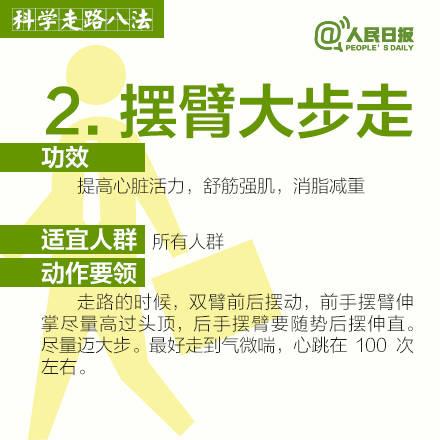 科学走路八法
@人民日报
PEOPLE'S DAILY
2. 摆臂大步走
功效
提高心脏活力，舒筋强肌，消脂减重
适宜人群 所有人群
动作要领
走路的时候，双臂前后摆动，前手摆臂伸
掌尽量高过头顶，后手摆臂要随势后摆伸直。
尽量迈大步。最好走到气微喘，心跳在 100 次
左右。